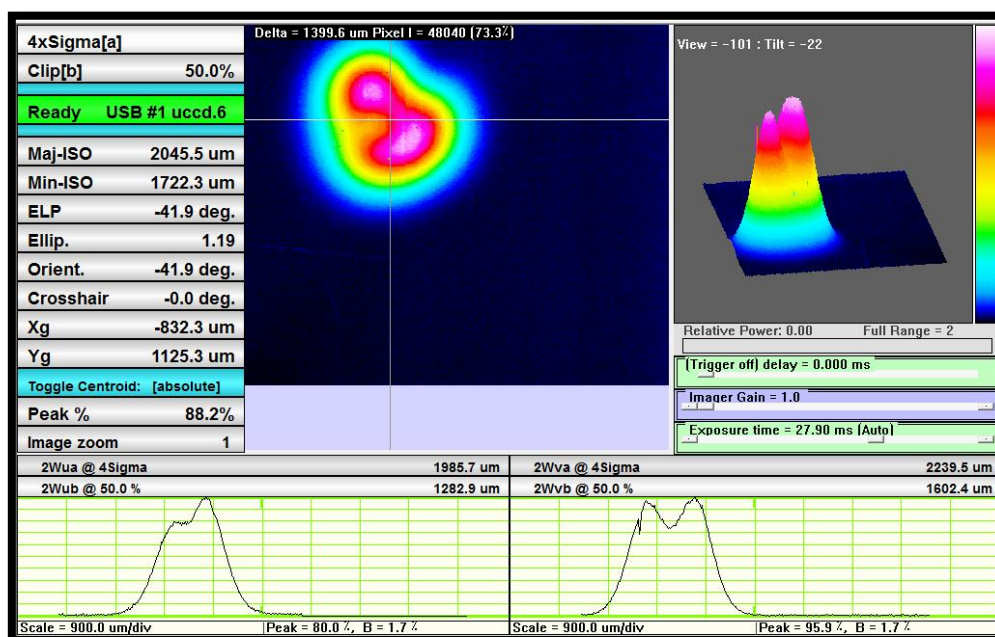 4xSigma[a]
Clip[b] 50.0%
Ready USB #1 uccd.6
Maj-ISO 2045.5 um
Min-ISO 1722.3 um
ELP -41.9 deg.
Ellip. 1.19
Orient. -41.9 deg.
Crosshair -0.0 deg.
Xg -832.3 um
Yg 1125.3 um
Toggle Centroid: [absolute]
Peak % 88.2%
Image zoom 1
Delta = 1399.6 um Pixel I = 48040 (73.3%)
View = -101 : Tilt = -22
Relative Power: 0.00 Full Range = 2
(Trigger off) delay = 0.000 ms
Imager Gain = 1.0
Exposure time = 27.90 ms (Auto)
2Wua @ 4Sigma 1985.7 um
2Wub @ 50.0 % 1282.9 um
Scale = 900.0 um/div Peak = 80.0 %, B = 1.7 %
2Wva @ 4Sigma 2239.5 um
2Wvb @ 50.0 % 1602.4 um
Scale = 900.0 um/div Peak = 95.9 %, B = 1.7 %